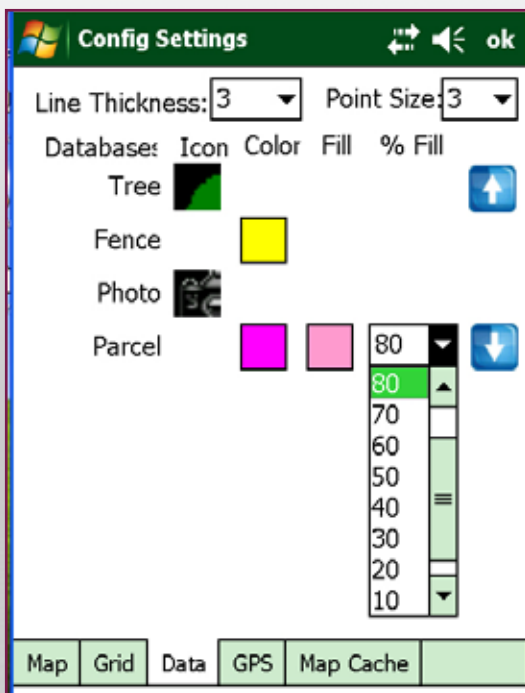 Config Settings ok
Line Thickness: 3 Point Size: 3
Databases Icon Color Fill % Fill
Tree
Fence
Photo
Parcel 80
80
70
60
50
40
30
20
10
Map Grid Data GPS Map Cache